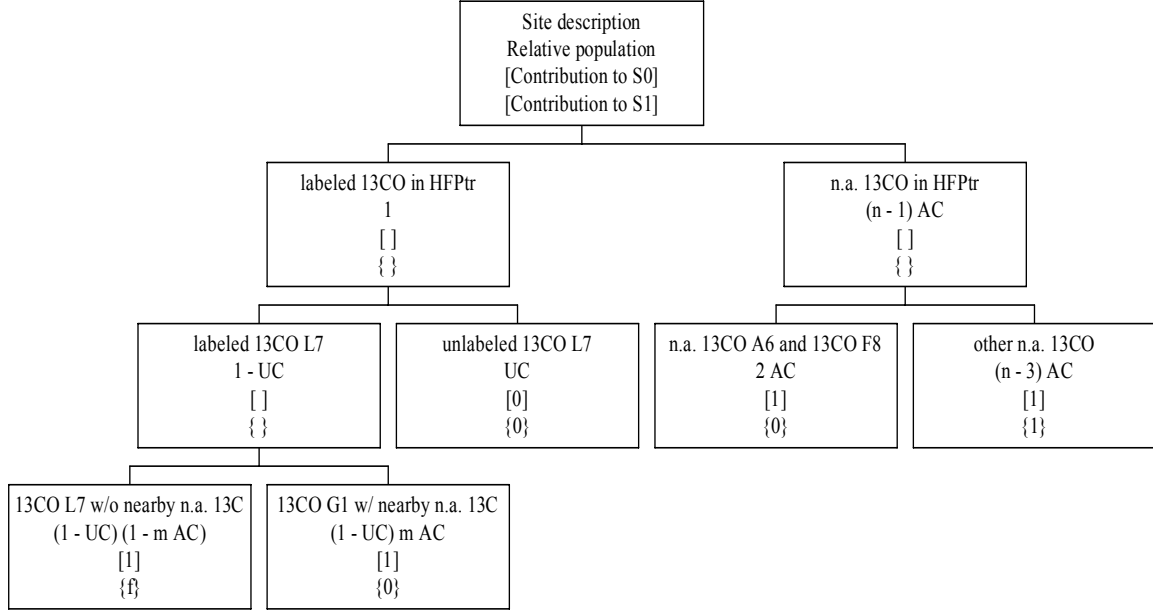 Site description
Relative population
[Contribution to S0]
[Contribution to S1]
labeled 13CO in HFPtr
1
[ ]
{ }
n.a. 13CO in HFPtr
(n - 1) AC
[ ]
{ }
labeled 13CO L7
1 - UC
[ ]
{ }
unlabeled 13CO L7
UC
[0]
{0}
n.a. 13CO A6 and 13CO F8
2 AC
[1]
{0}
other n.a. 13CO
(n - 3) AC
[1]
{1}
13CO L7 w/o nearby n.a. 13C
(1 - UC) (1 - m AC)
[1]
{f}
13CO G1 w/ nearby n.a. 13C
(1 - UC) m AC
[1]
{0}